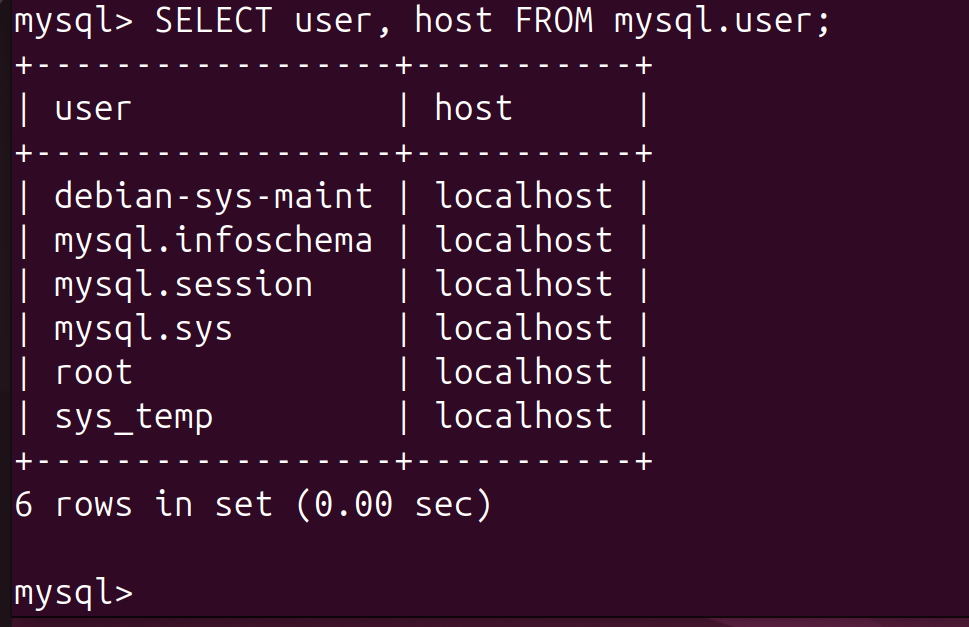 mysql> SELECT user, host FROM mysql.user;
+------------------+-----------+
| user             | host      |
+------------------+-----------+
| debian-sys-maint | localhost |
| mysql.infoschema | localhost |
| mysql.session    | localhost |
| mysql.sys        | localhost |
| root             | localhost |
| sys_temp         | localhost |
+------------------+-----------+
6 rows in set (0.00 sec)
mysql>